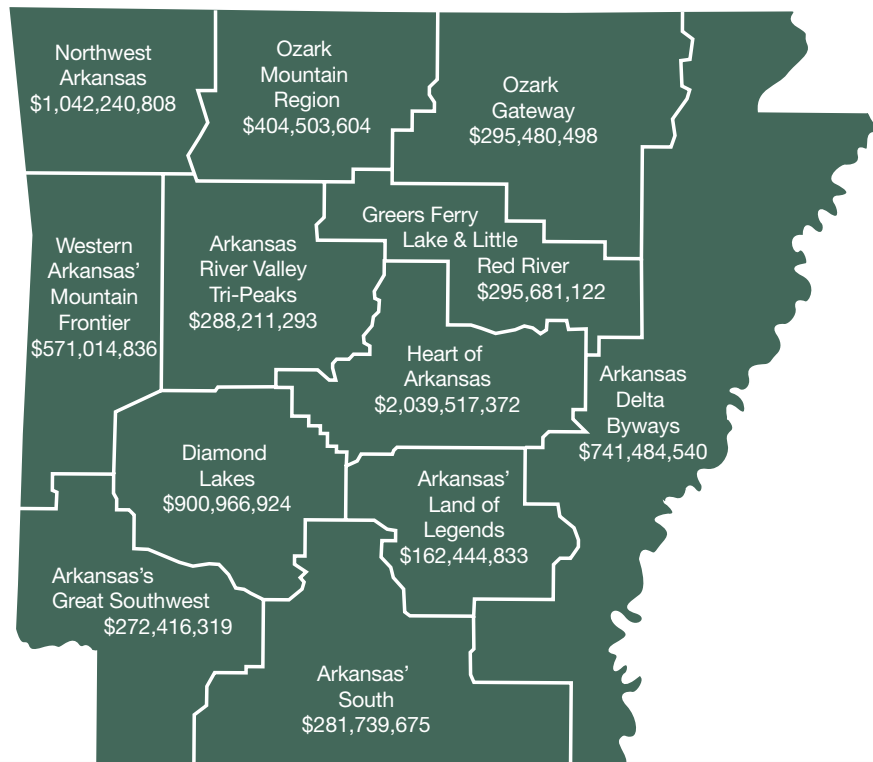 Northwest
Arkansas
$1,042,240,808
Ozark
Mountain
Region
$404,503,604
Ozark
Gateway
$295,480,498
Greers Ferry
Lake & Little
Red River
$295,681,122
Western
Arkansas’
Mountain
Frontier
$571,014,836
Arkansas
River Valley
Tri-Peaks
$288,211,293
Heart of
Arkansas
$2,039,517,372
Arkansas
Delta
Byways
$741,484,540
Diamond
Lakes
$900,966,924
Arkansas’
Land of
Legends
$162,444,833
Arkansas’s
Great Southwest
$272,416,319
Arkansas’
South
$281,739,675